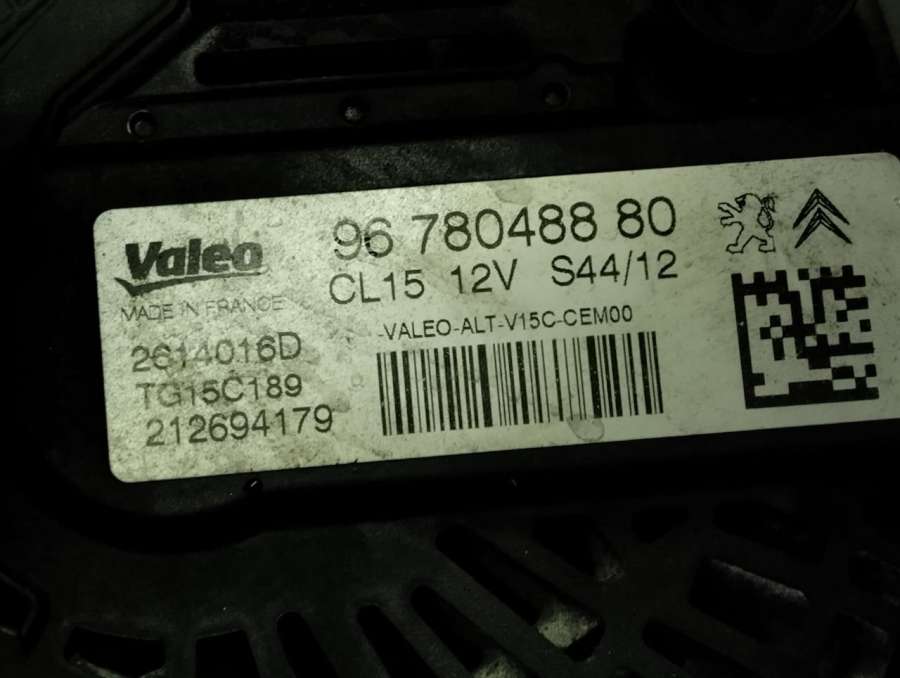 Valeo
96 780488 80
CL15 12V S44/12
MADE IN FRANCE
-VALEO-ALT-V15C-CEM00
2614016D
TG15C189
212694179